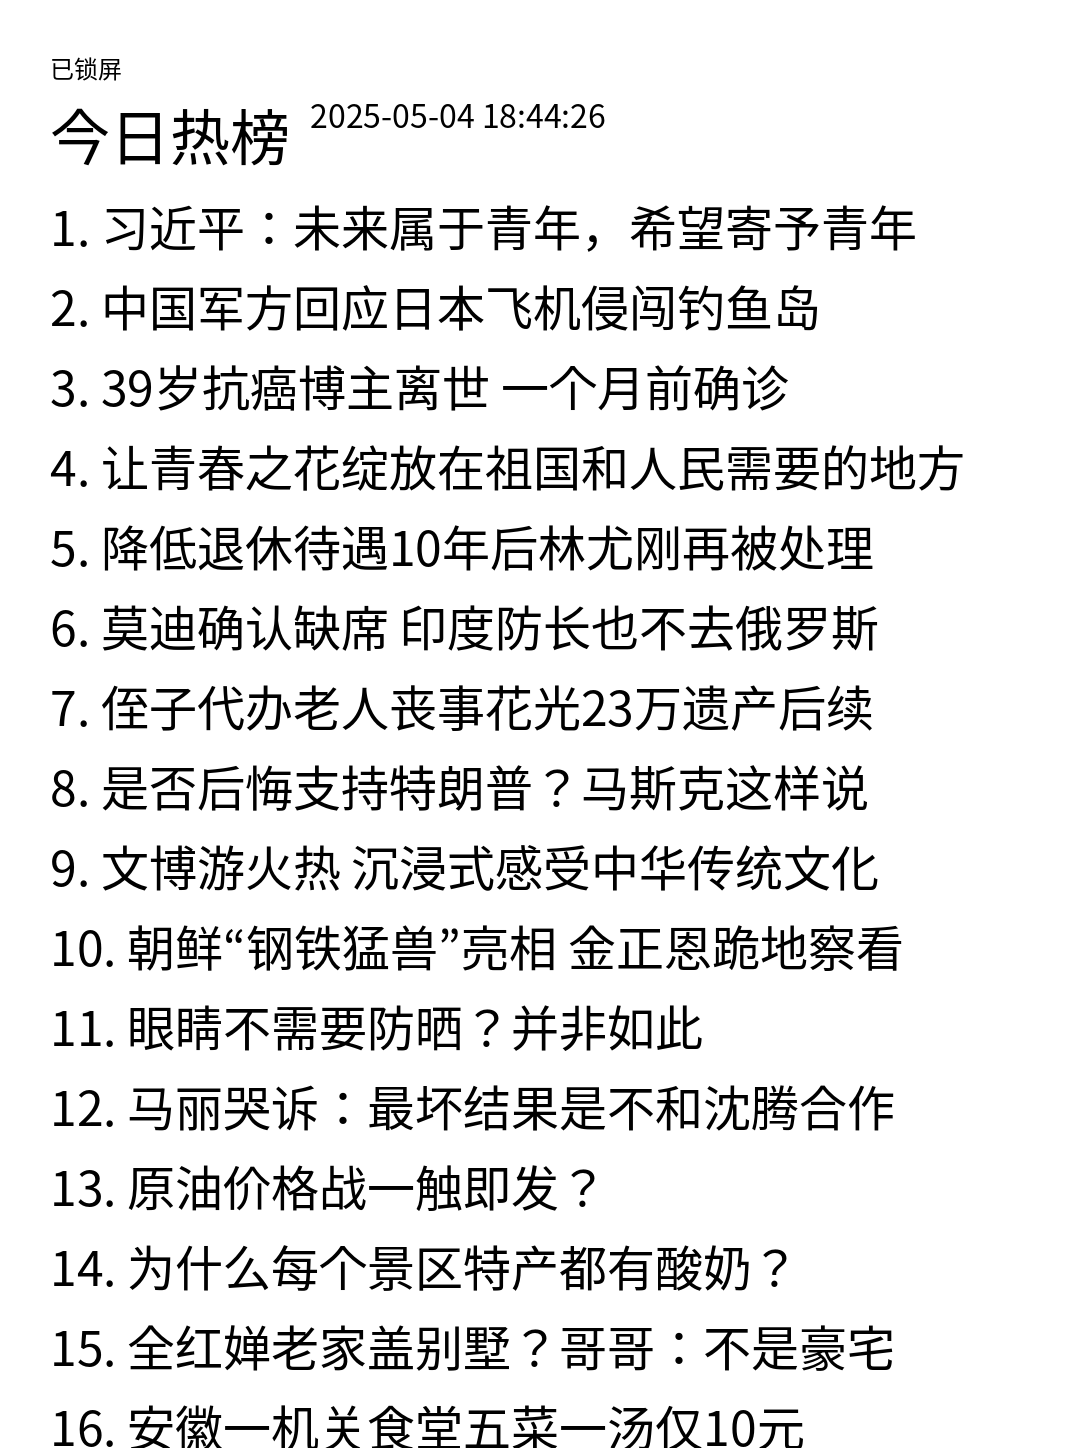 已锁屏
今日热榜 2025-05-04 18:44:26
1. 习近平：未来属于青年，希望寄予青年
2. 中国军方回应日本飞机侵闯钓鱼岛
3. 39岁抗癌博主离世 一个月前确诊
4. 让青春之花绽放在祖国和人民需要的地方
5. 降低退休待遇10年后林尤刚再被处理
6. 莫迪确认缺席 印度防长也不去俄罗斯
7. 侄子代办老人丧事花光23万遗产后续
8. 是否后悔支持特朗普？马斯克这样说
9. 文博游火热 沉浸式感受中华传统文化
10. 朝鲜“钢铁猛兽”亮相 金正恩跪地察看
11. 眼睛不需要防晒？并非如此
12. 马丽哭诉：最坏结果是不和沈腾合作
13. 原油价格战一触即发？
14. 为什么每个景区特产都有酸奶？
15. 全红婵老家盖别墅？哥哥：不是豪宅
16. 安徽一机关食堂五菜一汤仅10元